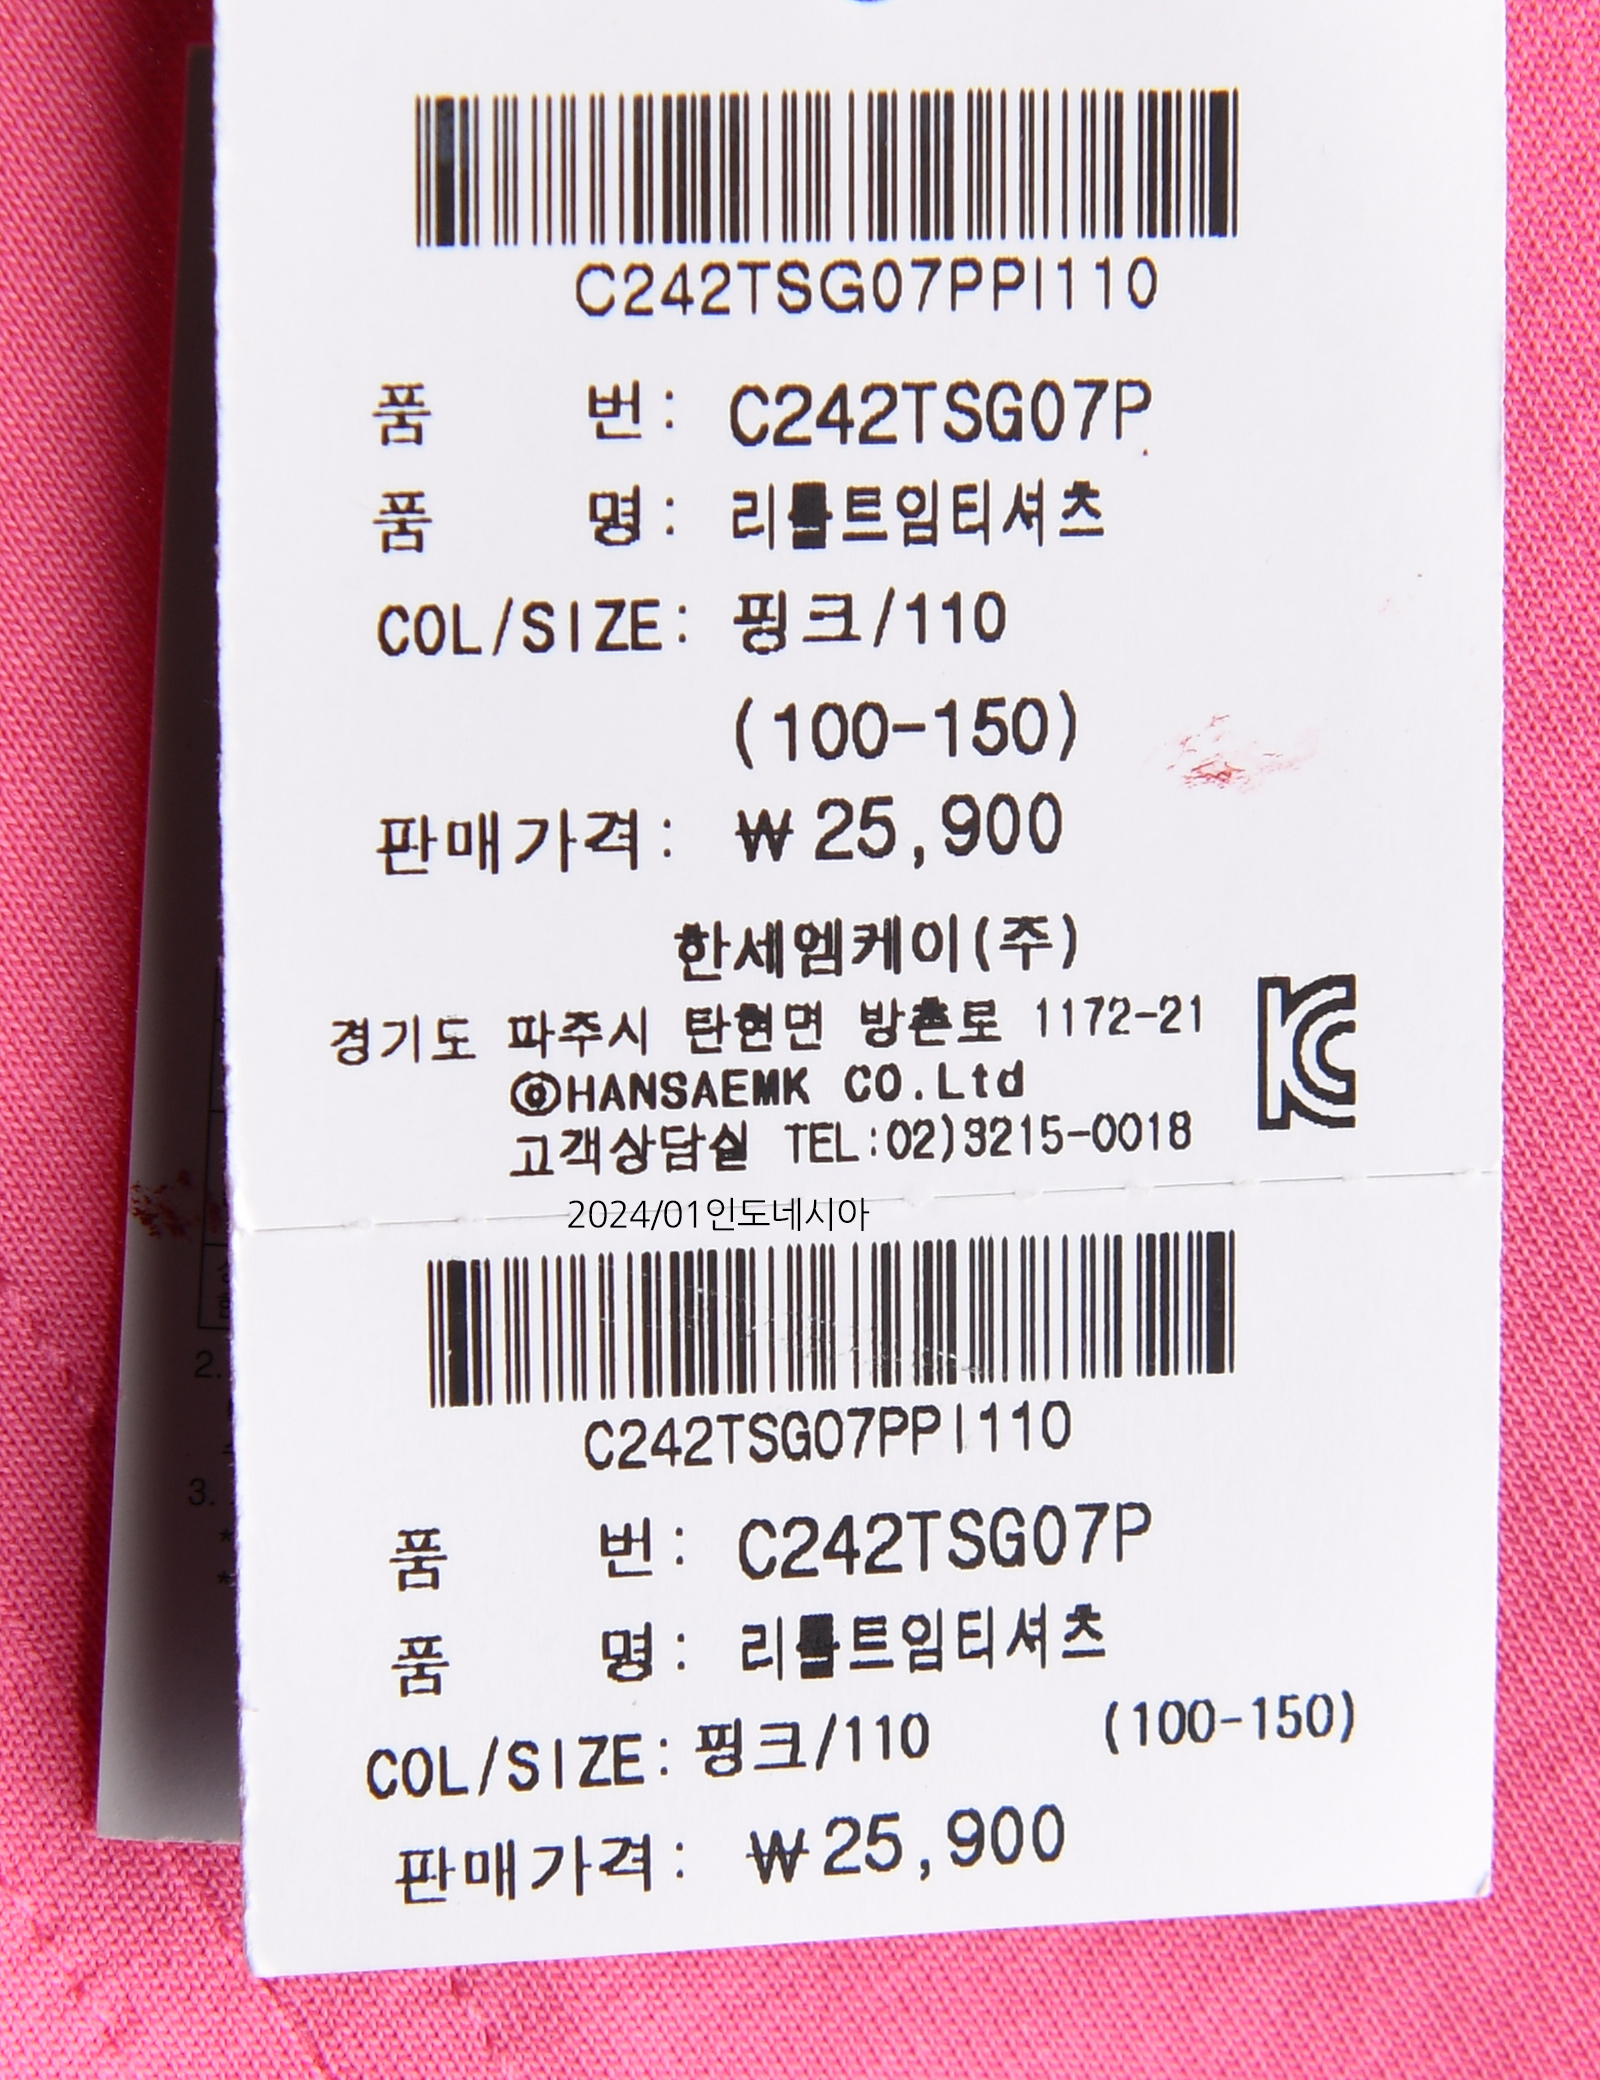 C242TSG07PPI110
품 번: C242TSG07P
품 명: 리틀트임티셔츠
COL/SIZE: 핑크/110
(100-150)
판매가격: ₩25,900
한세엠케이(주)
경기도 파주시 탄현면 방촌로 1172-21
ⓒHANSAEMK CO.Ltd
고객상담실 TEL:02)3215-0018
KC
2024/01인도네시아
C242TSG07PPI110
품 번: C242TSG07P
품 명: 리틀트임티셔츠
COL/SIZE: 핑크/110 (100-150)
판매가격: ₩25,900
2.
3.
*
*